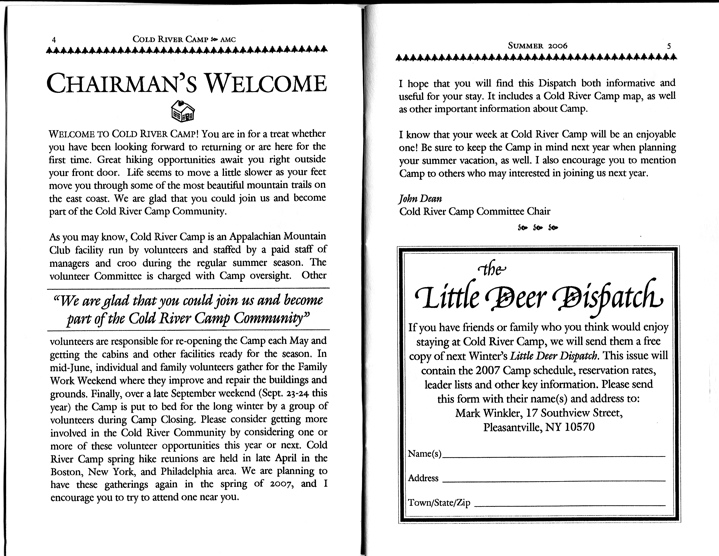 4
COLD RIVER CAMP AMC
CHAIRMAN'S WELCOME
WELCOME TO COLD RIVER CAMP! You are in for a treat whether
you have been looking forward to returning or are here for the
first time. Great hiking opportunities await you right outside
your front door. Life seems to move a little slower as your feet
move you through some of the most beautiful mountain trails on
the east coast. We are glad that you could join us and become
part of the Cold River Camp Community.
As you may know, Cold River Camp is an Appalachian Mountain
Club facility run by volunteers and staffed by a paid staff of
managers and croo during the regular summer season. The
volunteer Committee is charged with Camp oversight. Other
"We are glad that you could join us and become
part of the Cold River Camp Community"
volunteers are responsible for re-opening the Camp each May and
getting the cabins and other facilities ready for the season. In
mid-June, individual and family volunteers gather for the Family
Work Weekend where they improve and repair the buildings and
grounds. Finally, over a late September weekend (Sept. 23-24 this
year) the Camp is put to bed for the long winter by a group of
volunteers during Camp Closing. Please consider getting more
involved in the Cold River Community by considering one or
more of these volunteer opportunities this year or next. Cold
River Camp spring hike reunions are held in late April in the
Boston, New York, and Philadelphia area. We are planning to
have these gatherings again in the spring of 2007, and I
encourage you to try to attend one near you.
SUMMER 2006
5
I hope that you will find this Dispatch both informative and
useful for your stay. It includes a Cold River Camp map, as well
as other important information about Camp.
I know that your week at Cold River Camp will be an enjoyable
one! Be sure to keep the Camp in mind next year when planning
your summer vacation, as well. I also encourage you to mention
Camp to others who may interested in joining us next year.
John Dean
Cold River Camp Committee Chair
the
Little Deer Dispatch
If you have friends or family who you think would enjoy
staying at Cold River Camp, we will send them a free
copy of next Winter's Little Deer Dispatch. This issue will
contain the 2007 Camp schedule, reservation rates,
leader lists and other key information. Please send
this form with their name(s) and address to:
Mark Winkler, 17 Southview Street,
Pleasantville, NY 10570
Name(s)
Address
Town/State/Zip